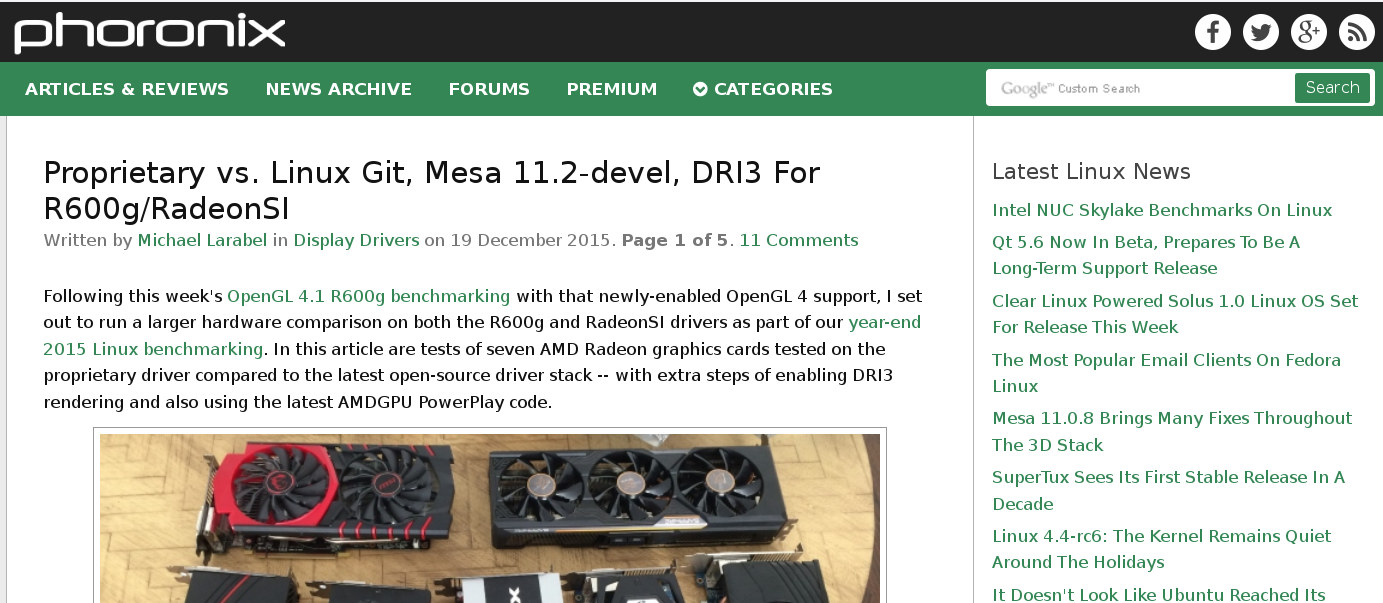 phoronix
ARTICLES & REVIEWS
NEWS ARCHIVE
FORUMS
PREMIUM
CATEGORIES
Google™ Custom Search
Search
Proprietary vs. Linux Git, Mesa 11.2-devel, DRI3 For
R600g/RadeonSI
Written by Michael Larabel in Display Drivers on 19 December 2015. Page 1 of 5. 11 Comments
Following this week's OpenGL 4.1 R600g benchmarking with that newly-enabled OpenGL 4 support, I set
out to run a larger hardware comparison on both the R600g and RadeonSI drivers as part of our year-end
2015 Linux benchmarking. In this article are tests of seven AMD Radeon graphics cards tested on the
proprietary driver compared to the latest open-source driver stack -- with extra steps of enabling DRI3
rendering and also using the latest AMDGPU PowerPlay code.
Latest Linux News
Intel NUC Skylake Benchmarks On Linux
Qt 5.6 Now In Beta, Prepares To Be A
Long-Term Support Release
Clear Linux Powered Solus 1.0 Linux OS Set
For Release This Week
The Most Popular Email Clients On Fedora
Linux
Mesa 11.0.8 Brings Many Fixes Throughout
The 3D Stack
SuperTux Sees Its First Stable Release In A
Decade
Linux 4.4-rc6: The Kernel Remains Quiet
Around The Holidays
It Doesn't Look Like Ubuntu Reached Its